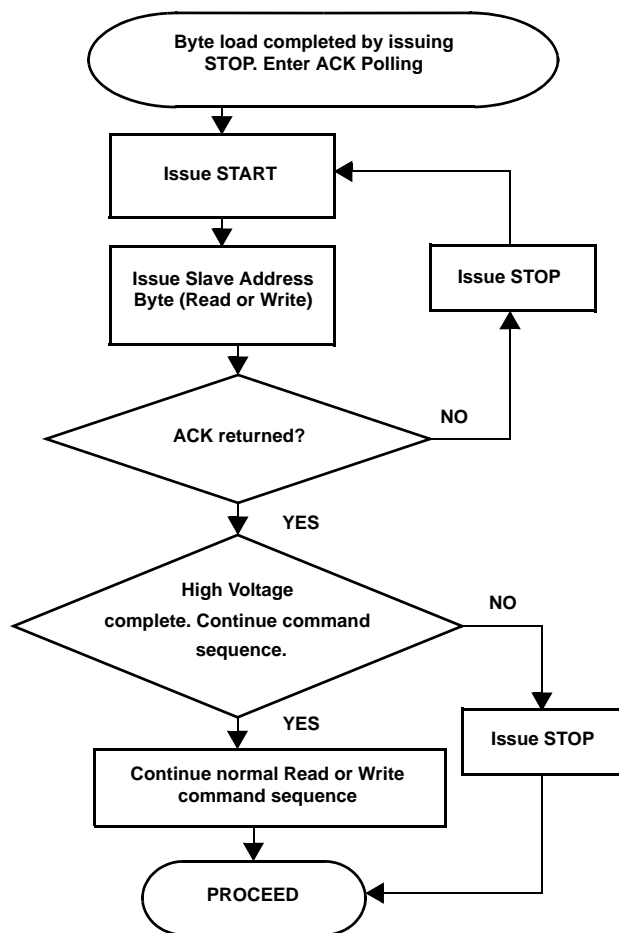 Byte load completed by issuing
STOP. Enter ACK Polling
Issue START
Issue Slave Address
Byte (Read or Write)
Issue STOP
ACK returned?
NO
YES
High Voltage
complete. Continue command
sequence.
NO
YES
Issue STOP
Continue normal Read or Write
command sequence
PROCEED